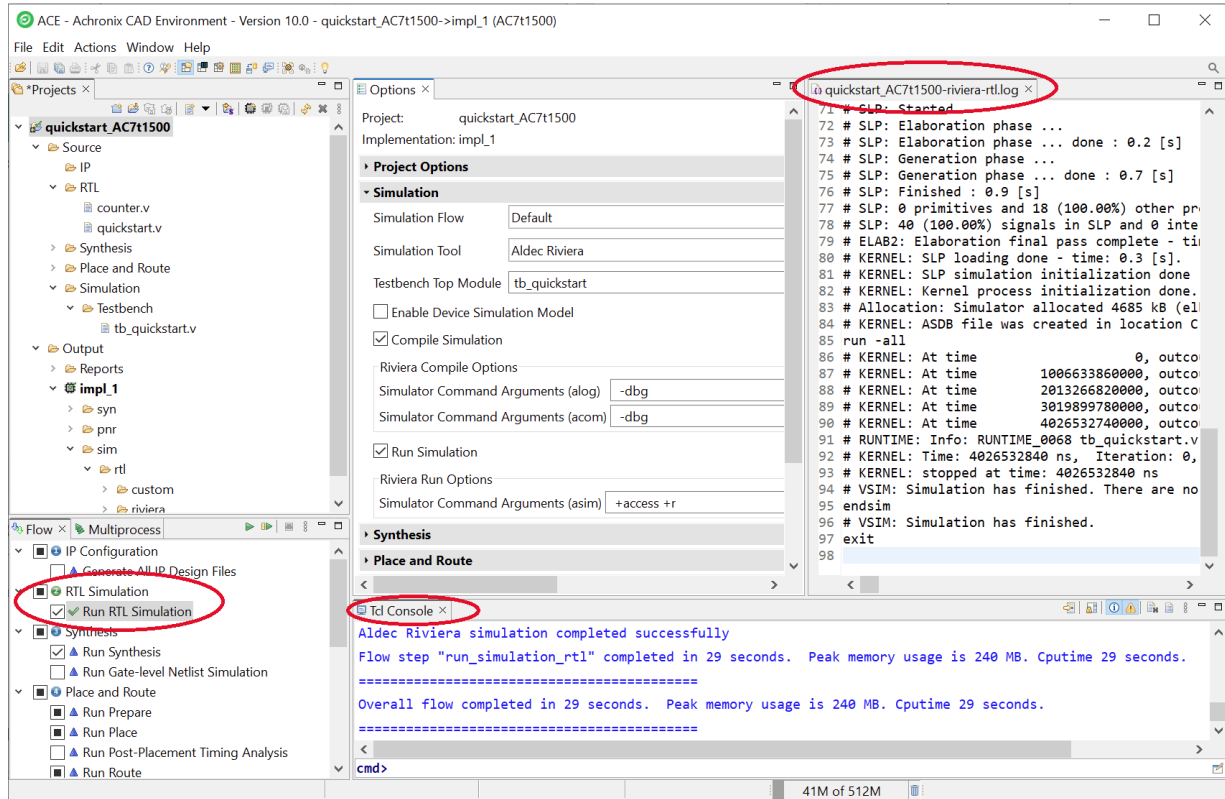 ACE - Achronix CAD Environment - Version 10.0 - quickstart_AC7t1500->impl_1 (AC7t1500)
File Edit Actions Window Help
*Projects
quickstart_AC7t1500
Source
IP
RTL
counter.v
quickstart.v
Synthesis
Place and Route
Simulation
Testbench
tb_quickstart.v
Output
Reports
impl_1
syn
pnr
sim
rtl
custom
riviera
Flow Multiprocess
IP Configuration
Generate All IP Design Files
RTL Simulation
Run RTL Simulation
Synthesis
Run Synthesis
Run Gate-level Netlist Simulation
Place and Route
Run Prepare
Run Place
Run Post-Placement Timing Analysis
Run Route
Options
Project: quickstart_AC7t1500
Implementation: impl_1
Project Options
Simulation
Simulation Flow Default
Simulation Tool Aldec Riviera
Testbench Top Module tb_quickstart
Enable Device Simulation Model
Compile Simulation
Riviera Compile Options
Simulator Command Arguments (alog) -dbg
Simulator Command Arguments (acom) -dbg
Run Simulation
Riviera Run Options
Simulator Command Arguments (asim) +access +r
Synthesis
Place and Route
quickstart_AC7t1500-riviera-rtl.log
71 # SLP: Started
72 # SLP: Elaboration phase ...
73 # SLP: Elaboration phase ... done : 0.2 [s]
74 # SLP: Generation phase ...
75 # SLP: Generation phase ... done : 0.7 [s]
76 # SLP: Finished : 0.9 [s]
77 # SLP: 0 primitives and 18 (100.00%) other pr
78 # SLP: 40 (100.00%) signals in SLP and 0 inte
79 # ELAB2: Elaboration final pass complete - ti
80 # KERNEL: SLP loading done - time: 0.3 [s].
81 # KERNEL: SLP simulation initialization done
82 # KERNEL: Kernel process initialization done.
83 # Allocation: Simulator allocated 4685 kB (el
84 # KERNEL: ASDB file was created in location C
85 run -all
86 # KERNEL: At time 0, outco
87 # KERNEL: At time 1006633860000, outco
88 # KERNEL: At time 2013266820000, outco
89 # KERNEL: At time 3019899780000, outco
90 # KERNEL: At time 4026532740000, outco
91 # RUNTIME: Info: RUNTIME_0068 tb_quickstart.v
92 # KERNEL: Time: 4026532840 ns, Iteration: 0,
93 # KERNEL: stopped at time: 4026532840 ns
94 # VSIM: Simulation has finished. There are no
95 endsim
96 # VSIM: Simulation has finished.
97 exit
98
Tcl Console
Aldec Riviera simulation completed successfully
Flow step "run_simulation_rtl" completed in 29 seconds. Peak memory usage is 240 MB. Cputime 29 seconds.
===========================================
Overall flow completed in 29 seconds. Peak memory usage is 240 MB. Cputime 29 seconds.
===========================================
cmd>
41M of 512M